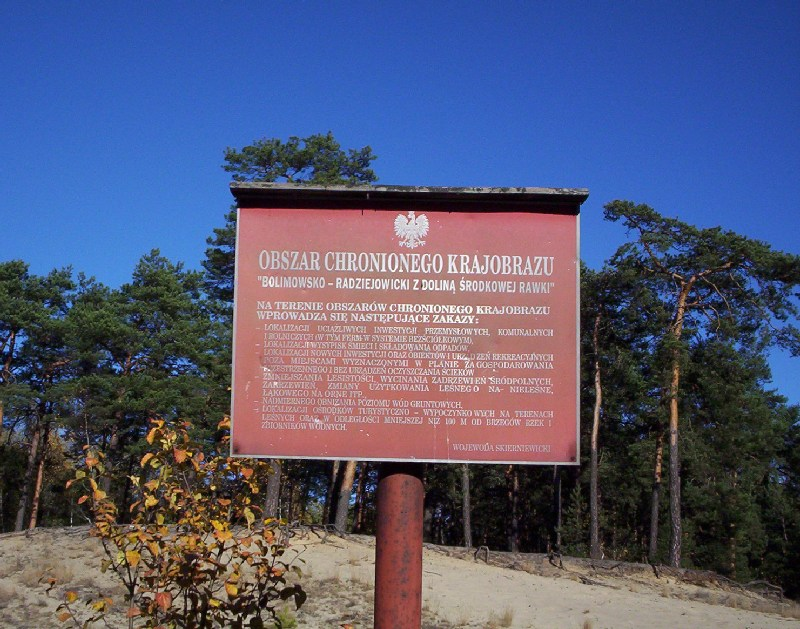 OBSZAR CHRONIONEGO KRAJOBRAZU
"BOLIMOWSKO - RADZIEJOWICKI Z DOLINĄ ŚRODKOWEJ RAWKI"
NA TERENIE OBSZARÓW CHRONIONEGO KRAJOBRAZU
WPROWADZA SIĘ NASTĘPUJĄCE ZAKAZY:
- LOKALIZACJI UCIĄŻLIWYCH INWESTYCJI PRZEMYSŁOWYCH, KOMUNALNYCH
I ROLNICZYCH (W TYM FERM W SYSTEMIE BEZŚCIÓŁKOWYM),
- LOKALIZACJI WYSYPISK ŚMIECI I SKŁADOWANIA ODPADÓW,
- LOKALIZACJI NOWYCH INWESTYCJI ORAZ OBIEKTÓW I URZĄDZEŃ REKREACYJNYCH
POZA MIEJSCAMI WYZNACZONYMI W PLANIE ZAGOSPODAROWANIA
PRZESTRZENNEGO I BEZ URZĄDZEŃ OCZYSZCZANIA ŚCIEKÓW
- ZMNIEJSZANIA LESISTOŚCI, WYCINANIA ZADRZEWIEŃ ŚRÓDPOLNYCH,
ZAKRZEWIEŃ, ZMIANY UŻYTKOWANIA LEŚNEGO NA NIELEŚNE,
ŁĄKOWEGO NA ORNE ITP.
- NADMIERNEGO OBNIŻANIA POZIOMU WÓD GRUNTOWYCH,
- LOKALIZACJI OŚRODKÓW TURYSTYCZNO - WYPOCZYNKOWYCH NA TERENACH
LEŚNYCH ORAZ W ODLEGŁOŚCI MNIEJSZEJ NIŻ 100 M OD BRZEGÓW RZEK I
ZBIORNIKÓW WODNYCH.
WOJEWODA SKIERNIEWICKI